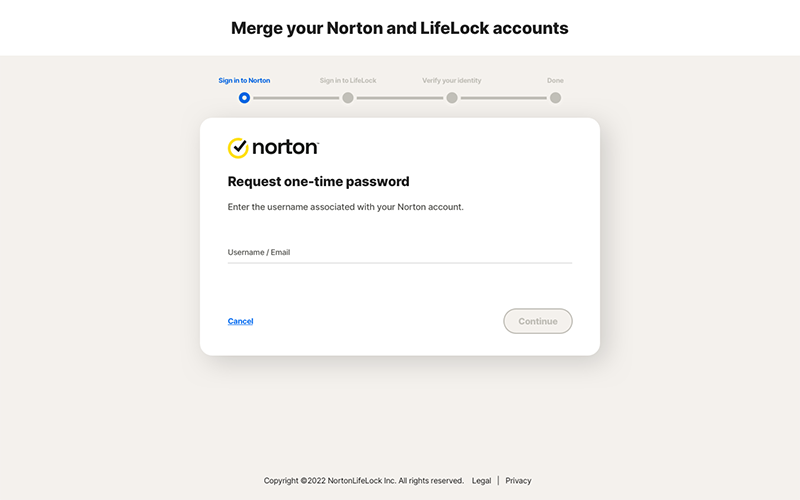 Merge your Norton and LifeLock accounts
Sign in to Norton Sign in to LifeLock Verify your identity Done
norton™
Request one-time password
Enter the username associated with your Norton account.
Username / Email
Cancel Continue
Copyright ©2022 NortonLifeLock Inc. All rights reserved. Legal | Privacy